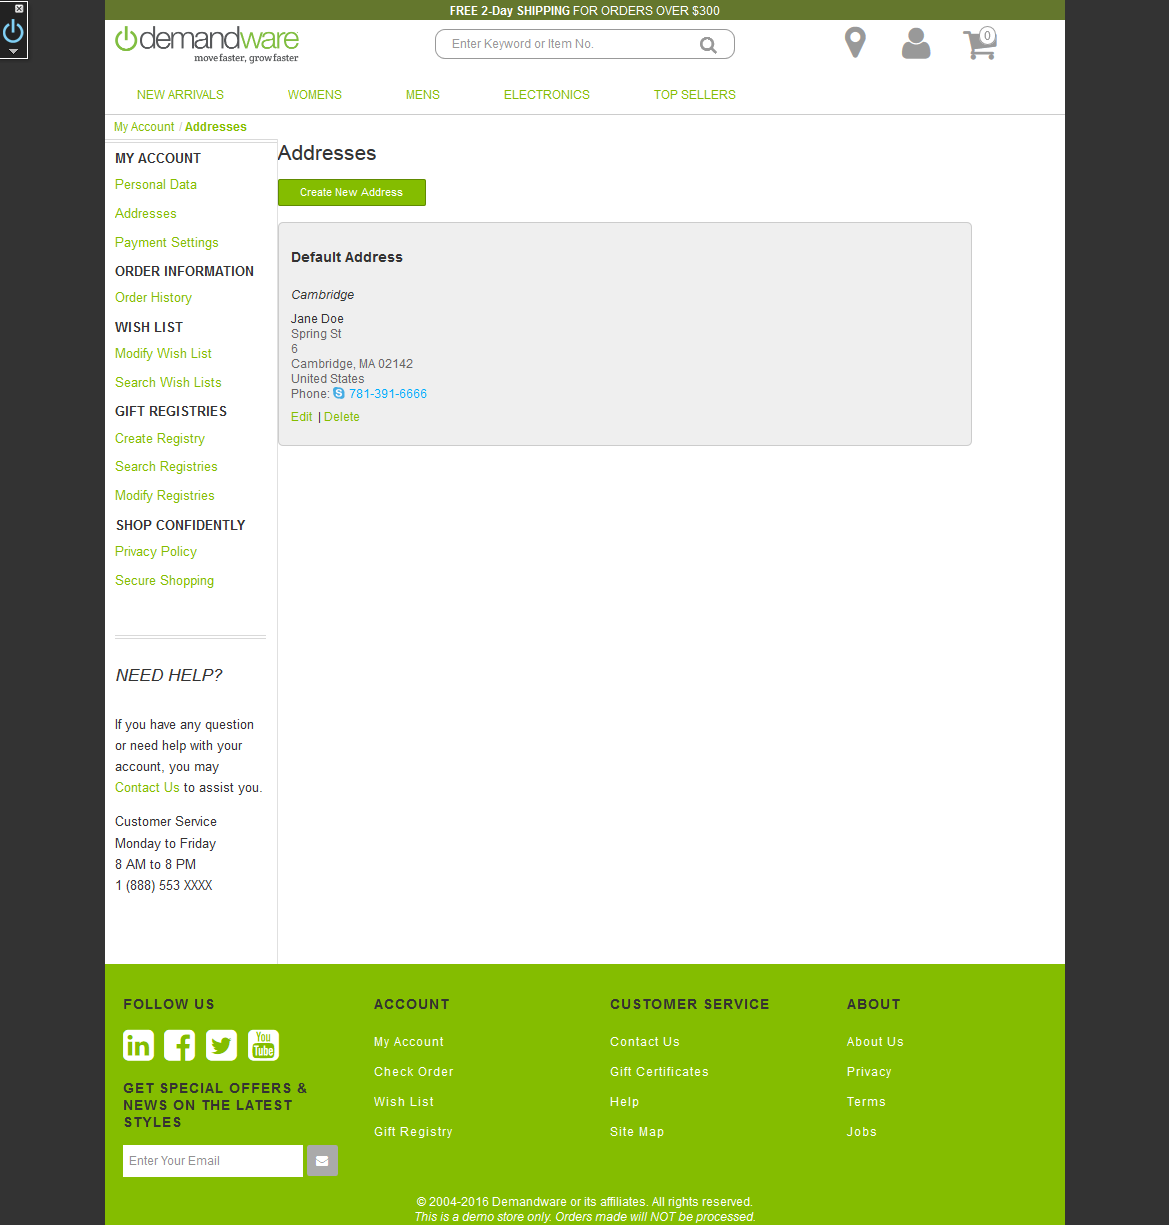 FREE 2-Day SHIPPING FOR ORDERS OVER $300
demandware
move faster, grow faster
Enter Keyword or Item No.
0
NEW ARRIVALS
WOMENS
MENS
ELECTRONICS
TOP SELLERS
My Account / Addresses
MY ACCOUNT
Personal Data
Addresses
Payment Settings
ORDER INFORMATION
Order History
WISH LIST
Modify Wish List
Search Wish Lists
GIFT REGISTRIES
Create Registry
Search Registries
Modify Registries
SHOP CONFIDENTLY
Privacy Policy
Secure Shopping
NEED HELP?
If you have any question
or need help with your
account, you may
Contact Us to assist you.
Customer Service
Monday to Friday
8 AM to 8 PM
1 (888) 553 XXXX
Addresses
Create New Address
Default Address
Cambridge
Jane Doe
Spring St
6
Cambridge, MA 02142
United States
Phone: 781-391-6666
Edit | Delete
FOLLOW US
in
You
Tube
GET SPECIAL OFFERS &
NEWS ON THE LATEST
STYLES
Enter Your Email
ACCOUNT
My Account
Check Order
Wish List
Gift Registry
CUSTOMER SERVICE
Contact Us
Gift Certificates
Help
Site Map
ABOUT
About Us
Privacy
Terms
Jobs
© 2004-2016 Demandware or its affiliates. All rights reserved.
This is a demo store only. Orders made will NOT be processed.